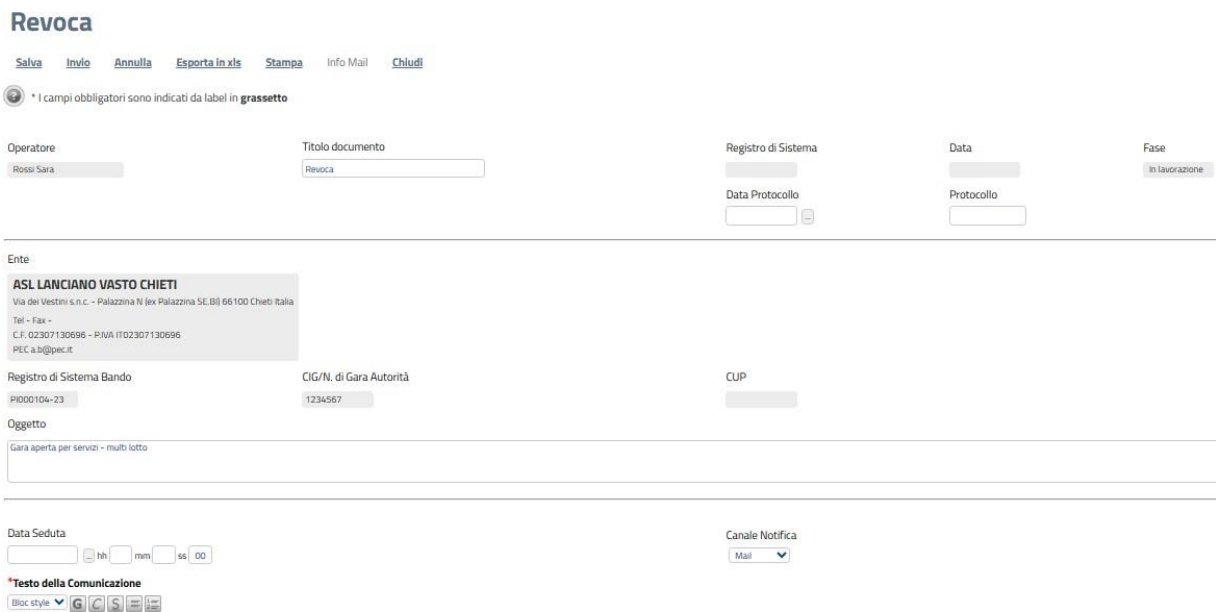 Revoca
Salva Invio Annulla Esporta in xls Stampa Info Mail Chiudi
* I campi obbligatori sono indicati da label in grassetto
Operatore Titolo documento Registro di Sistema Data Fase
Rossi Sara Revoca In lavorazione
Data Protocollo Protocollo
...
Ente
ASL LANCIANO VASTO CHIETI
Via dei Vestini s.n.c. - Palazzina N (ex Palazzina SE.BI) 66100 Chieti Italia
Tel - Fax -
C.F. 02307130696 - P.IVA IT02307130696
PEC a.b@pec.it
Registro di Sistema Bando CIG/N. di Gara Autorità CUP
PI000104-23 1234567
Oggetto
Gara aperta per servizi - multi lotto
Data Seduta Canale Notifica
... hh mm ss 00 Mail
*Testo della Comunicazione
Bloc style G C S